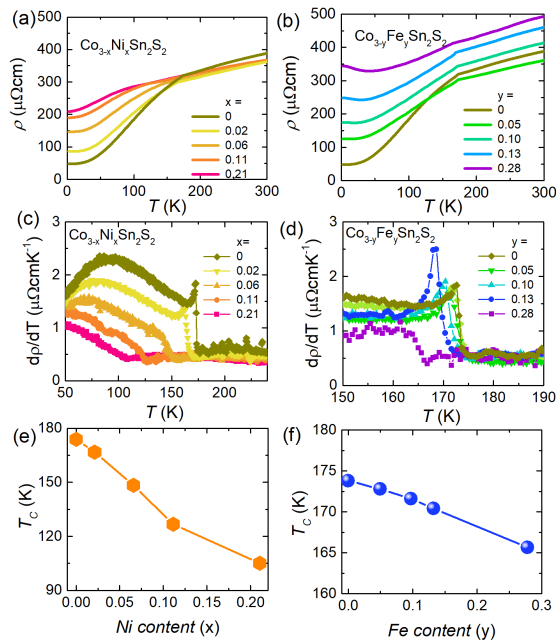 (a)
Co3-xNixSn2S2
x =
0
0.02
0.06
0.11
0.21
ρ (μΩcm)
500
400
300
200
100
0
0 100 200 300
T (K)
(b)
Co3-yFeySn2S2
y =
0
0.05
0.10
0.13
0.28
ρ (μΩcm)
500
400
300
200
100
0
0 100 200 300
T (K)
(c)
Co3-xNixSn2S2
x=
0
0.02
0.06
0.11
0.21
dρ/dT (μΩcmK-1)
3
2
1
0
50 100 150 200
T (K)
(d)
Co3-yFeySn2S2
y =
0
0.05
0.10
0.13
0.28
dρ/dT (μΩcmK-1)
3
2
1
0
150 160 170 180 190
T (K)
(e)
TC (K)
180
150
120
90
0.00 0.05 0.10 0.15 0.20
Ni content (x)
(f)
TC (K)
180
175
170
165
160
0.0 0.1 0.2 0.3
Fe content (y)